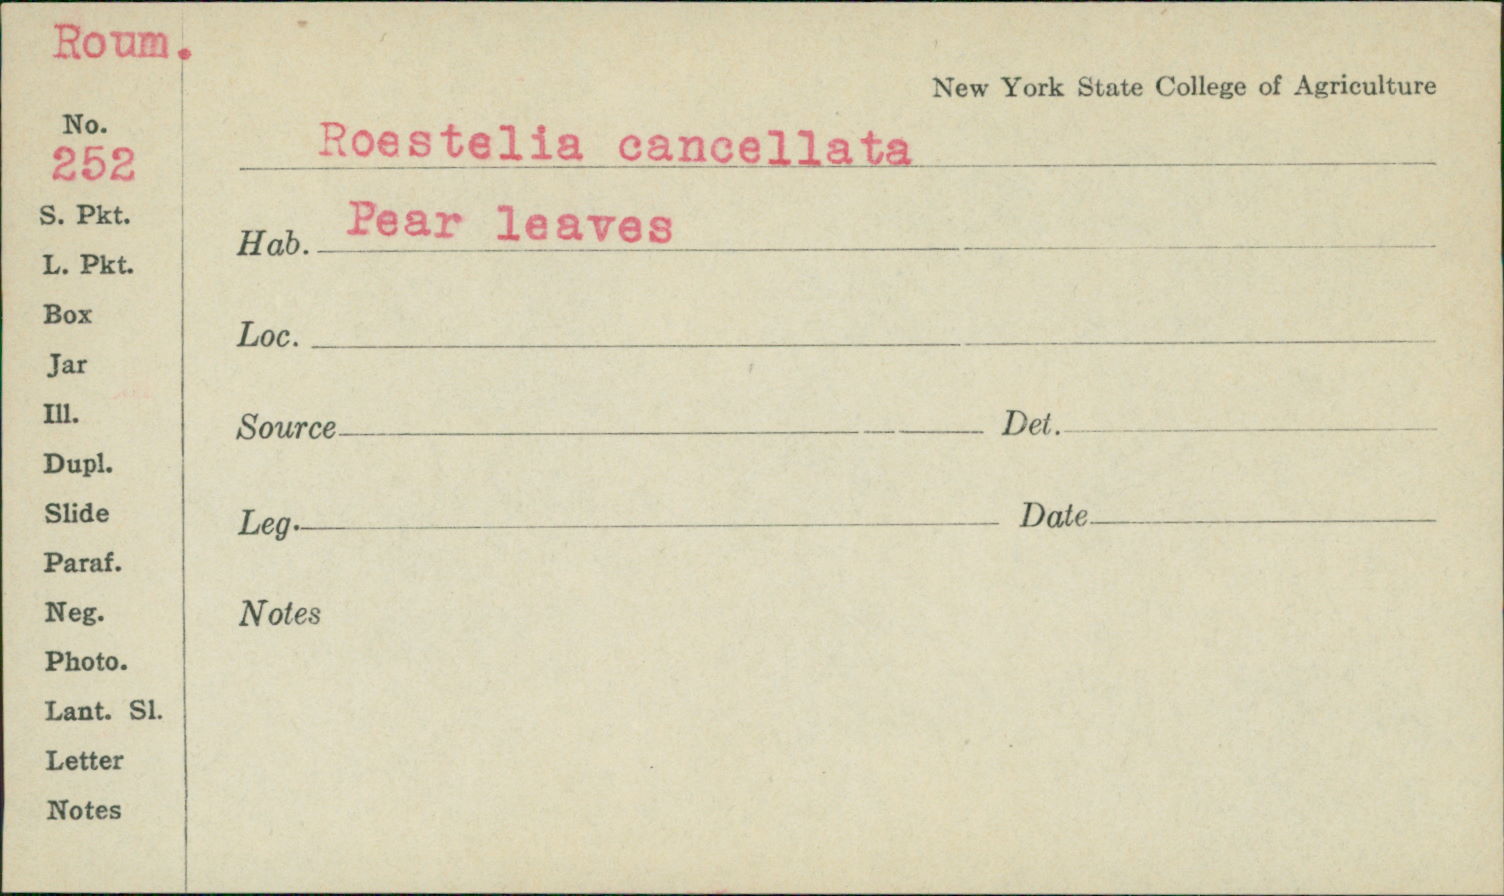 Roum.
New York State College of Agriculture
No.
252
Roestelia cancellata
S. Pkt.
Hab. Pear leaves
L. Pkt.
Box
Loc.
Jar
Ill.
Source Det.
Dupl.
Slide
Leg. Date
Paraf.
Neg.
Notes
Photo.
Lant. Sl.
Letter
Notes